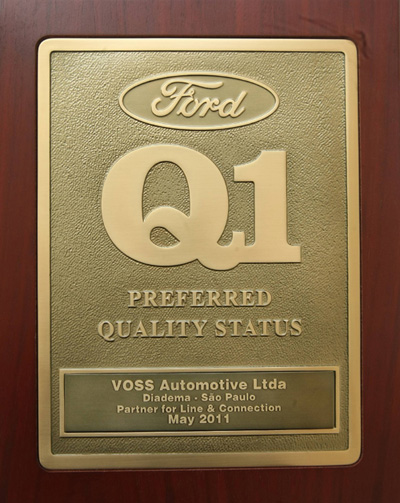 Ford
Q1
PREFERRED
QUALITY STATUS
VOSS Automotive Ltda
Diadema - São Paulo
Partner for Line & Connection
May 2011